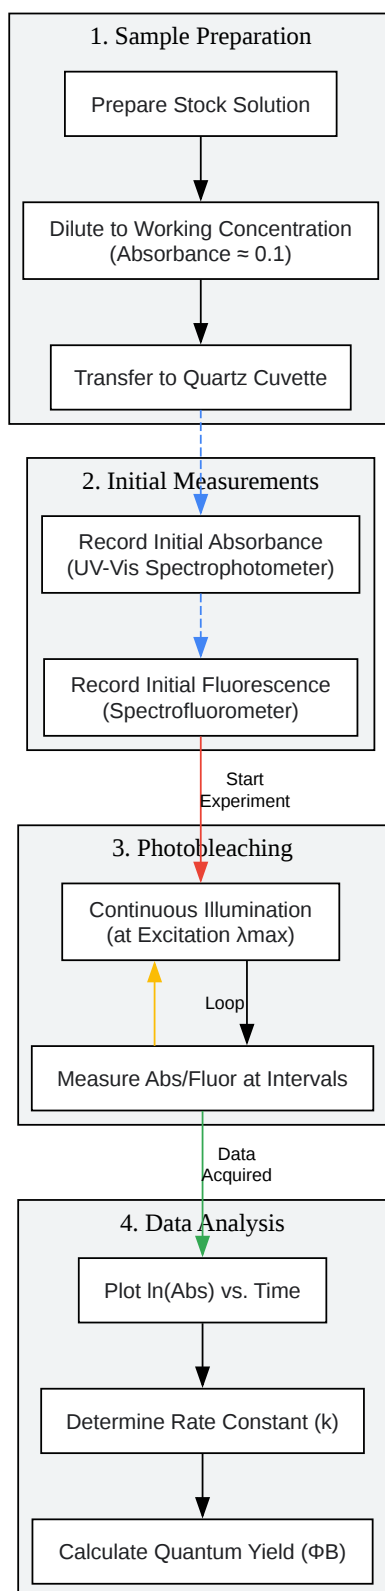 1. Sample Preparation
Prepare Stock Solution
Dilute to Working Concentration
(Absorbance ≈ 0.1)
Transfer to Quartz Cuvette
2. Initial Measurements
Record Initial Absorbance
(UV-Vis Spectrophotometer)
Record Initial Fluorescence
(Spectrofluorometer)
Start
Experiment
3. Photobleaching
Continuous Illumination
(at Excitation λmax)
Loop
Measure Abs/Fluor at Intervals
Data
Acquired
4. Data Analysis
Plot ln(Abs) vs. Time
Determine Rate Constant (k)
Calculate Quantum Yield (ΦB)